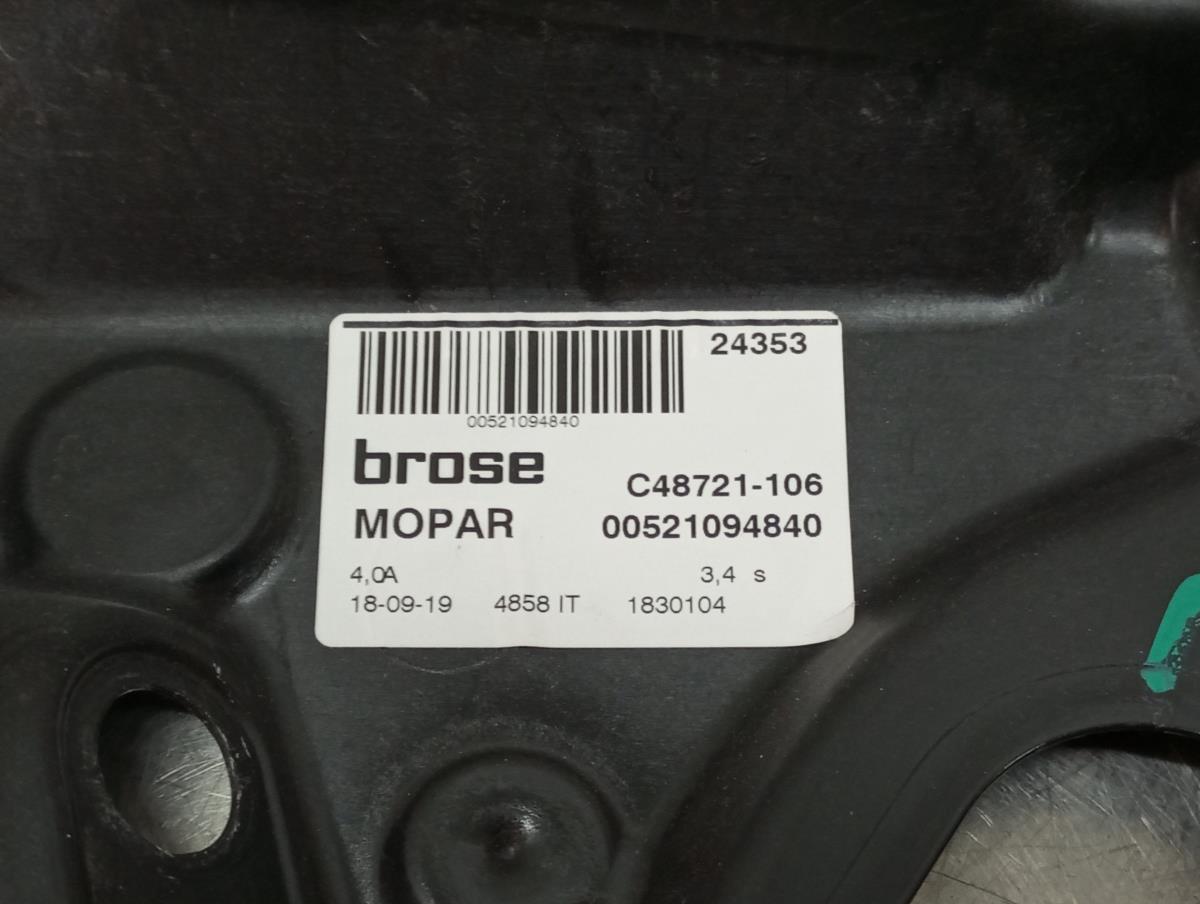 24353
00521094840
brose
C48721-106
MOPAR 00521094840
4,0A 3,4 s
18-09-19 4858 IT 1830104